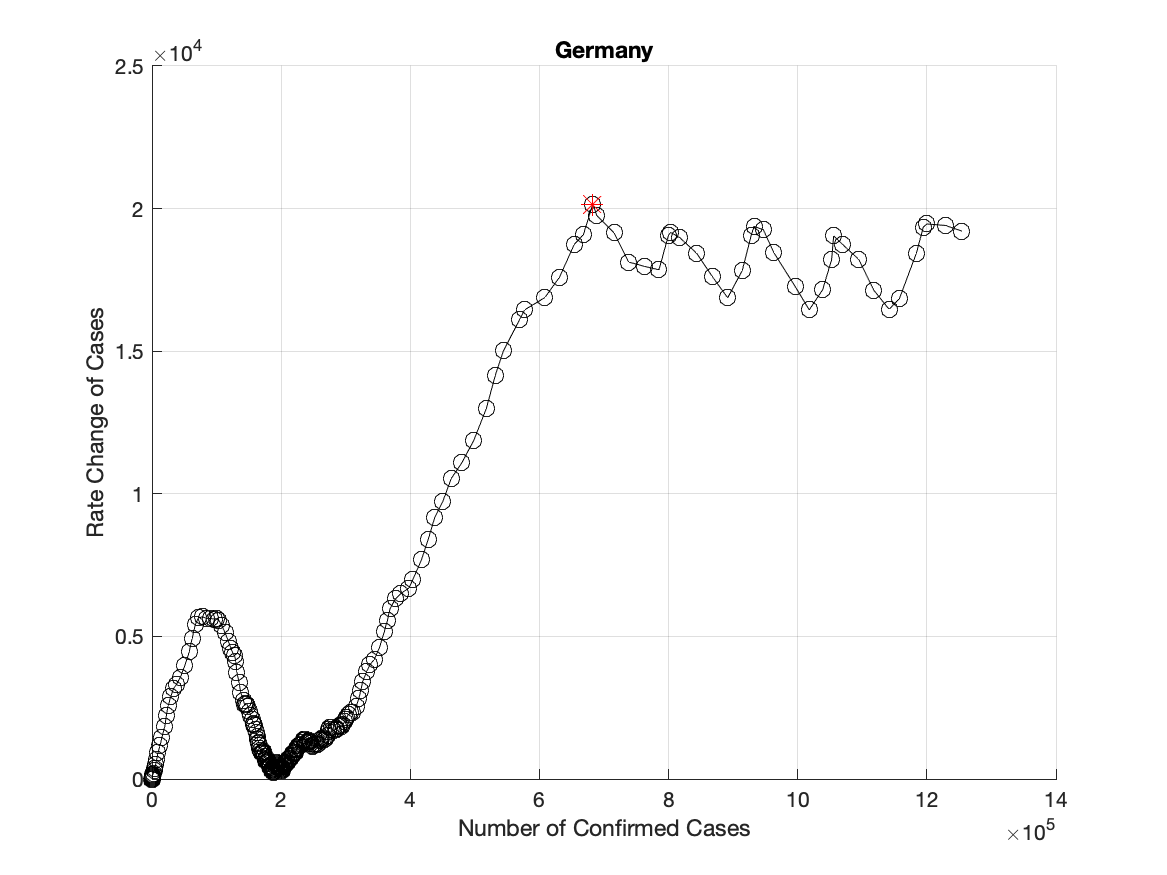 Germany
×10⁴
2.5
2
1.5
1
0.5
0
0 2 4 6 8 10 12 14
×10⁵
Number of Confirmed Cases
Rate Change of Cases